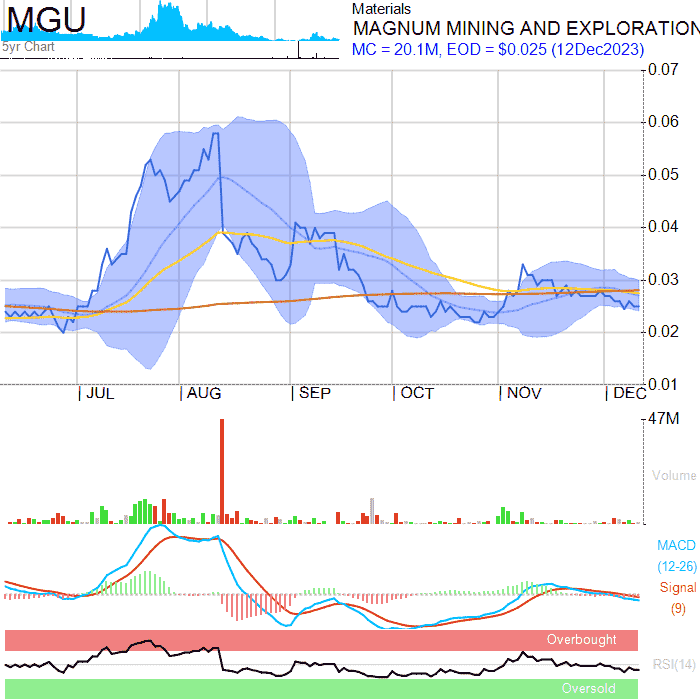 MGU
5yr Chart
Materials
MAGNUM MINING AND EXPLORATION
MC = 20.1M, EOD = $0.025 (12Dec2023)
0.07
0.06
0.05
0.04
0.03
0.02
0.01
JUL AUG SEP OCT NOV DEC
47M
Volume
MACD
(12-26)
Signal
(9)
Overbought
RSI(14)
Oversold